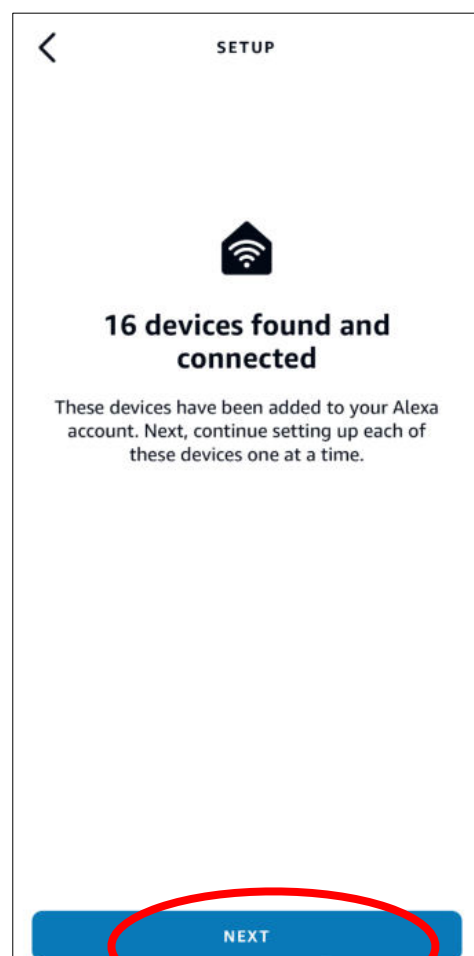 SETUP
16 devices found and
connected
These devices have been added to your Alexa
account. Next, continue setting up each of
these devices one at a time.
NEXT